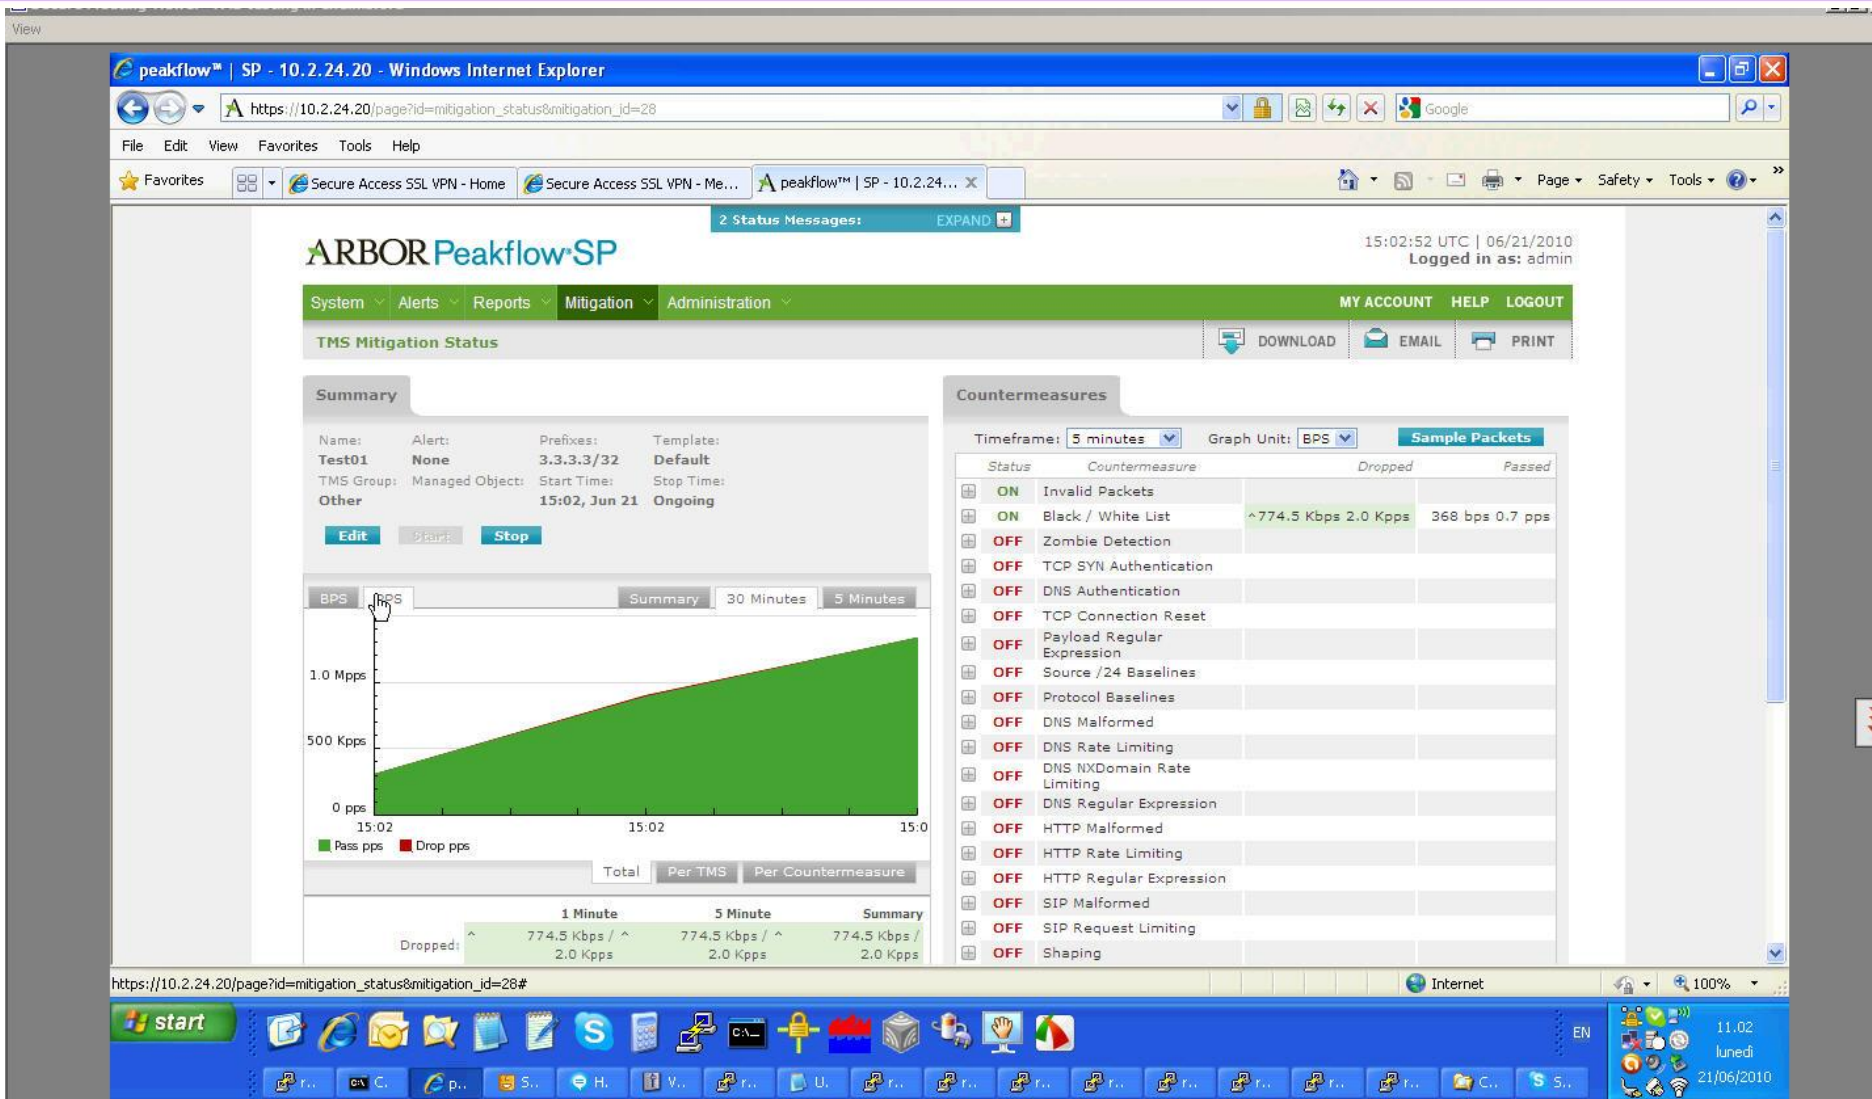 View
peakflow™ | SP - 10.2.24.20 - Windows Internet Explorer
https://10.2.24.20/page?id=mitigation_status&mitigation_id=28
Google
File Edit View Favorites Tools Help
Favorites
Secure Access SSL VPN - Home
Secure Access SSL VPN - Me...
peakflow™ | SP - 10.2.24... X
Page Safety Tools
2 Status Messages: EXPAND
ARBOR Peakflow SP
15:02:52 UTC | 06/21/2010
Logged in as: admin
System Alerts Reports Mitigation Administration
MY ACCOUNT HELP LOGOUT
TMS Mitigation Status
DOWNLOAD EMAIL PRINT
Summary
Name: Alert: Prefixes: Template:
Test01 None 3.3.3.3/32 Default
TMS Group: Managed Object: Start Time: Stop Time:
Other 15:02, Jun 21 Ongoing
Edit Start Stop
BPS PPS Summary 30 Minutes 5 Minutes
1.0 Mpps
500 Kpps
0 pps
15:02 15:02 15:0
Pass pps Drop pps
Total Per TMS Per Countermeasure
1 Minute 5 Minute Summary
Dropped: ^ 774.5 Kbps / ^ 774.5 Kbps / ^ 774.5 Kbps /
2.0 Kpps 2.0 Kpps 2.0 Kpps
Countermeasures
Timeframe: 5 minutes Graph Unit: BPS Sample Packets
Status Countermeasure Dropped Passed
ON Invalid Packets
ON Black / White List ^774.5 Kbps 2.0 Kpps 368 bps 0.7 pps
OFF Zombie Detection
OFF TCP SYN Authentication
OFF DNS Authentication
OFF TCP Connection Reset
OFF Payload Regular
Expression
OFF Source /24 Baselines
OFF Protocol Baselines
OFF DNS Malformed
OFF DNS Rate Limiting
OFF DNS NXDomain Rate
Limiting
OFF DNS Regular Expression
OFF HTTP Malformed
OFF HTTP Rate Limiting
OFF HTTP Regular Expression
OFF SIP Malformed
OFF SIP Request Limiting
OFF Shaping
https://10.2.24.20/page?id=mitigation_status&mitigation_id=28#
Internet
100%
start
EN
11.02
lunedì
21/06/2010
r... C. p.. S.. H. V.. r... U. r... r... r... r... r... r... r... r... C.. S..